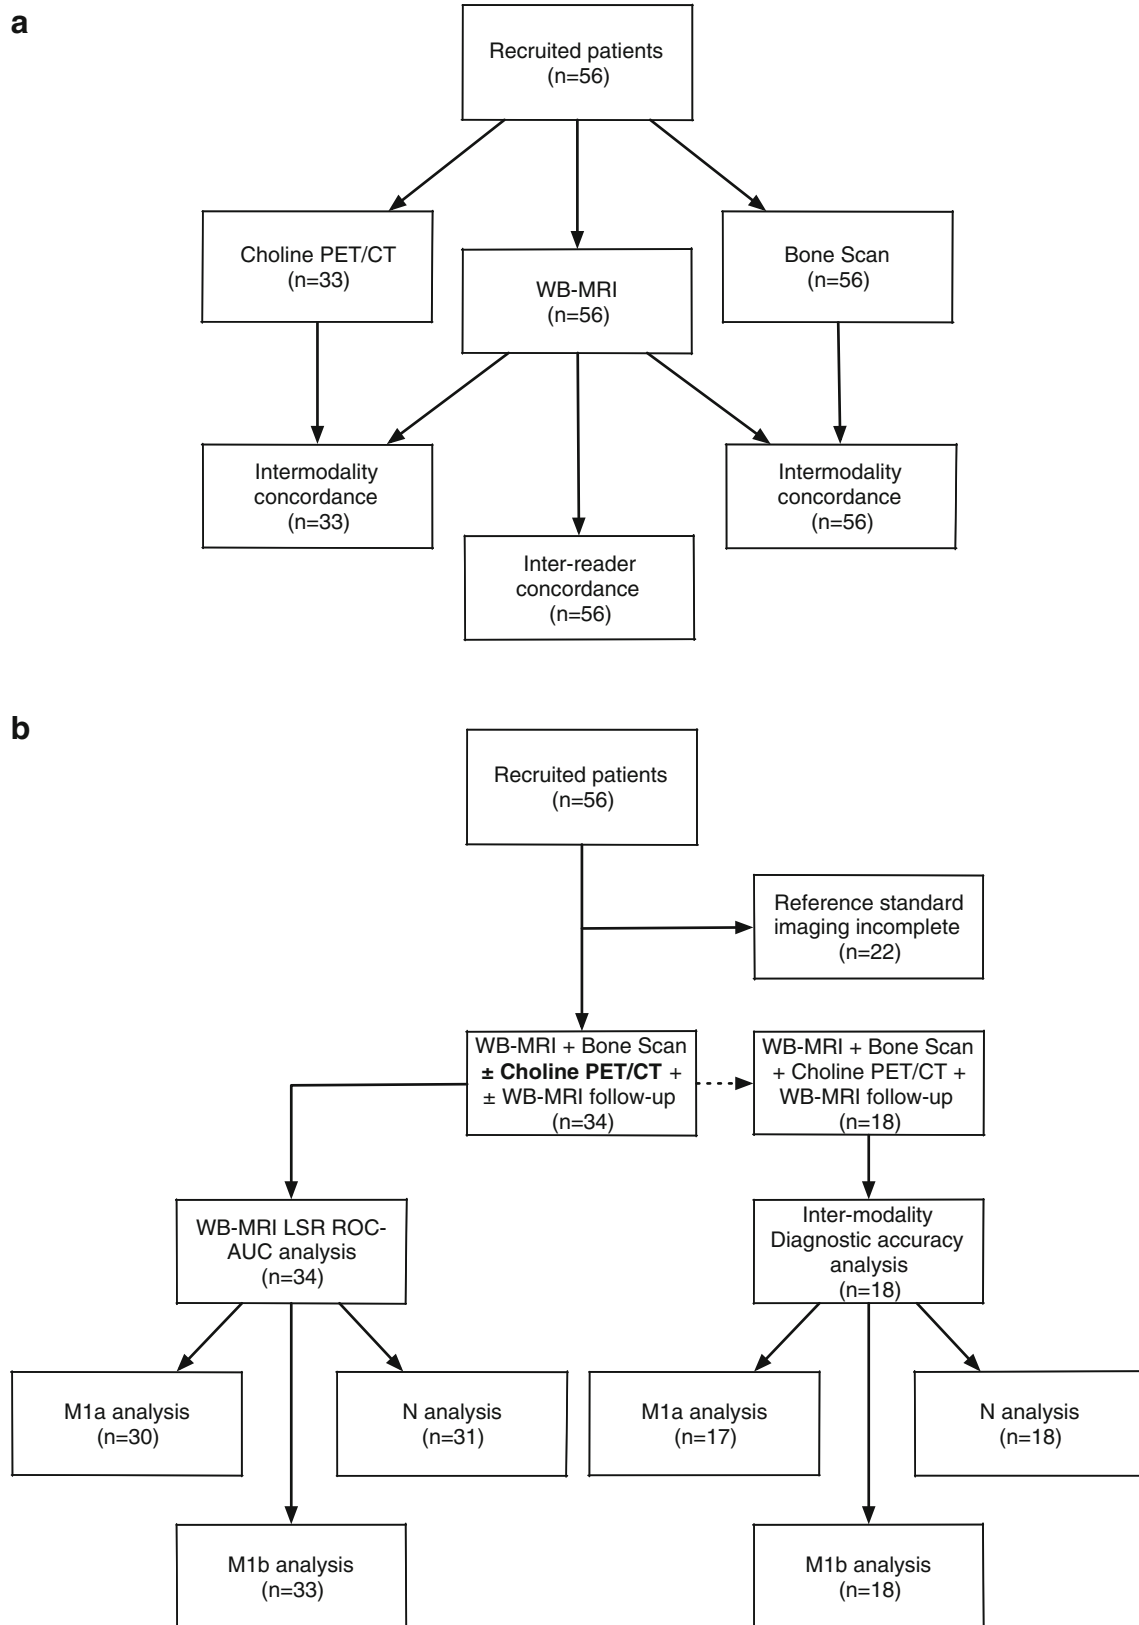 a
Recruited patients
(n=56)
Choline PET/CT
(n=33)
WB-MRI
(n=56)
Bone Scan
(n=56)
Intermodality
concordance
(n=33)
Inter-reader
concordance
(n=56)
Intermodality
concordance
(n=56)
b
Recruited patients
(n=56)
Reference standard
imaging incomplete
(n=22)
WB-MRI + Bone Scan
± Choline PET/CT +
± WB-MRI follow-up
(n=34)
WB-MRI + Bone Scan
+ Choline PET/CT +
WB-MRI follow-up
(n=18)
WB-MRI LSR ROC-
AUC analysis
(n=34)
Inter-modality
Diagnostic accuracy
analysis
(n=18)
M1a analysis
(n=30)
N analysis
(n=31)
M1a analysis
(n=17)
N analysis
(n=18)
M1b analysis
(n=33)
M1b analysis
(n=18)